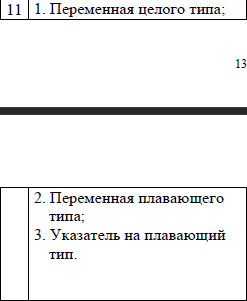 11 1. Переменная целого типа;
13
2. Переменная плавающего
типа;
3. Указатель на плавающий
тип.